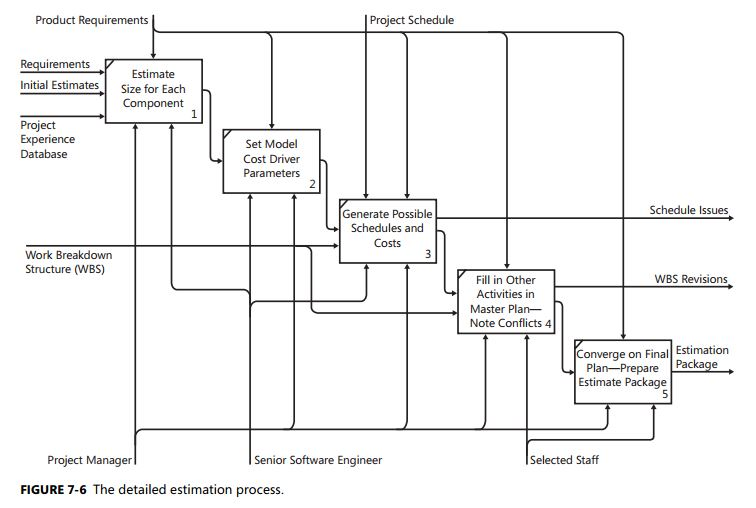 Product Requirements
Project Schedule
Requirements
Initial Estimates
Project
Experience
Database
Estimate
Size for Each
Component
1
Set Model
Cost Driver
Parameters
2
Generate Possible
Schedules and
Costs
3
Schedule Issues
Work Breakdown
Structure (WBS)
Fill in Other
Activities in
Master Plan—
Note Conflicts 4
WBS Revisions
Converge on Final
Plan—Prepare
Estimate Package
5
Estimation
Package
Project Manager
Senior Software Engineer
Selected Staff
FIGURE 7-6 The detailed estimation process.